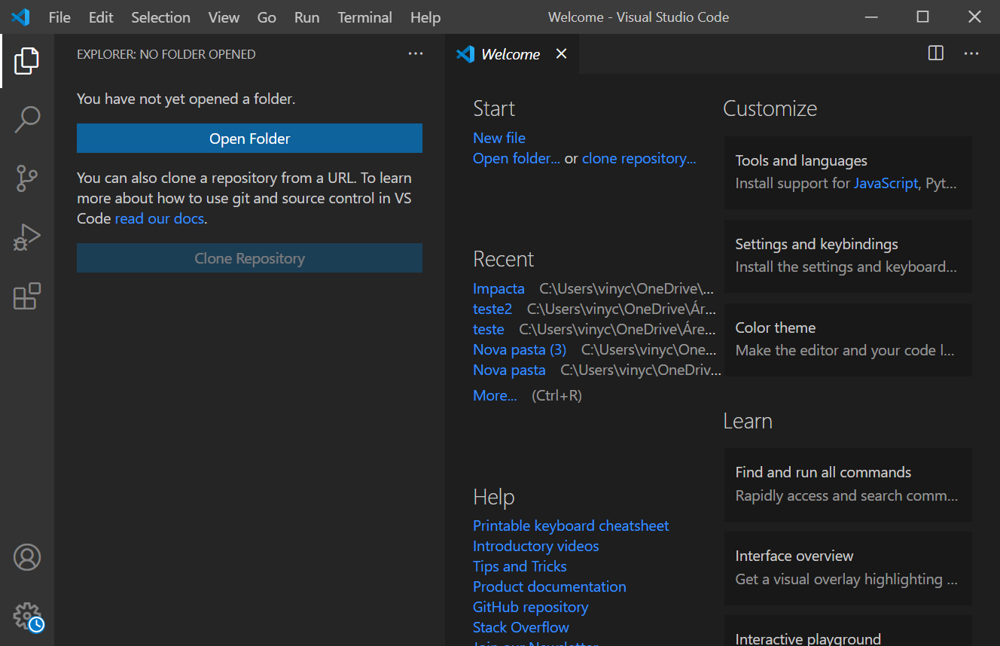 File Edit Selection View Go Run Terminal Help Welcome - Visual Studio Code
EXPLORER: NO FOLDER OPENED
You have not yet opened a folder.
Open Folder
You can also clone a repository from a URL. To learn
more about how to use git and source control in VS
Code read our docs.
Clone Repository
Welcome
Start
New file
Open folder... or clone repository...
Recent
Impacta C:\Users\vinyc\OneDrive\...
teste2 C:\Users\vinyc\OneDrive\Ár...
teste C:\Users\vinyc\OneDrive\Áre...
Nova pasta (3) C:\Users\vinyc\One...
Nova pasta C:\Users\vinyc\OneDriv...
More... (Ctrl+R)
Help
Printable keyboard cheatsheet
Introductory videos
Tips and Tricks
Product documentation
GitHub repository
Stack Overflow
Join our Newsletter
Customize
Tools and languages
Install support for JavaScript, Pyt...
Settings and keybindings
Install the settings and keyboard...
Color theme
Make the editor and your code l...
Learn
Find and run all commands
Rapidly access and search comm...
Interface overview
Get a visual overlay highlighting ...
Interactive playground